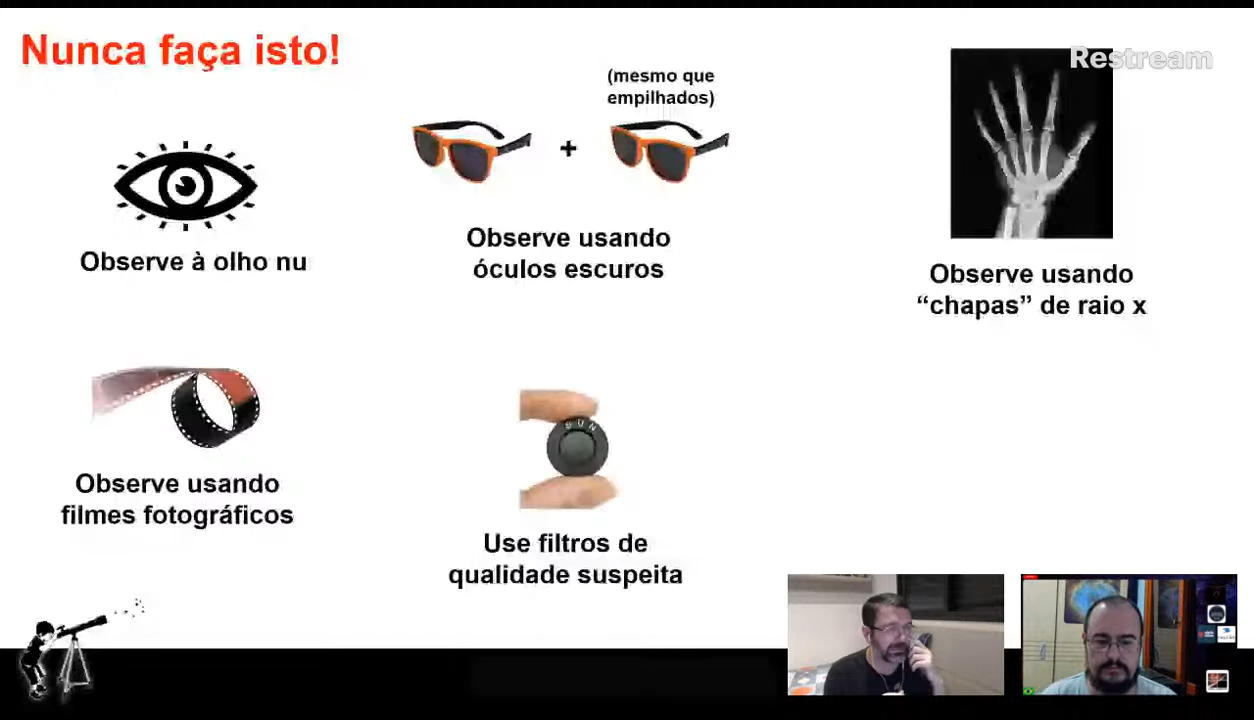 Nunca faça isto!
Restream
(mesmo que
empilhados)
+
Observe à olho nu
Observe usando
óculos escuros
Observe usando
“chapas” de raio x
SUN
Observe usando
filmes fotográficos
Use filtros de
qualidade suspeita